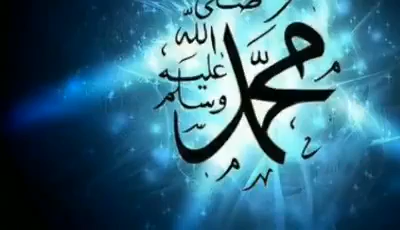 صلى
الله
عليه
وسلم
محمد